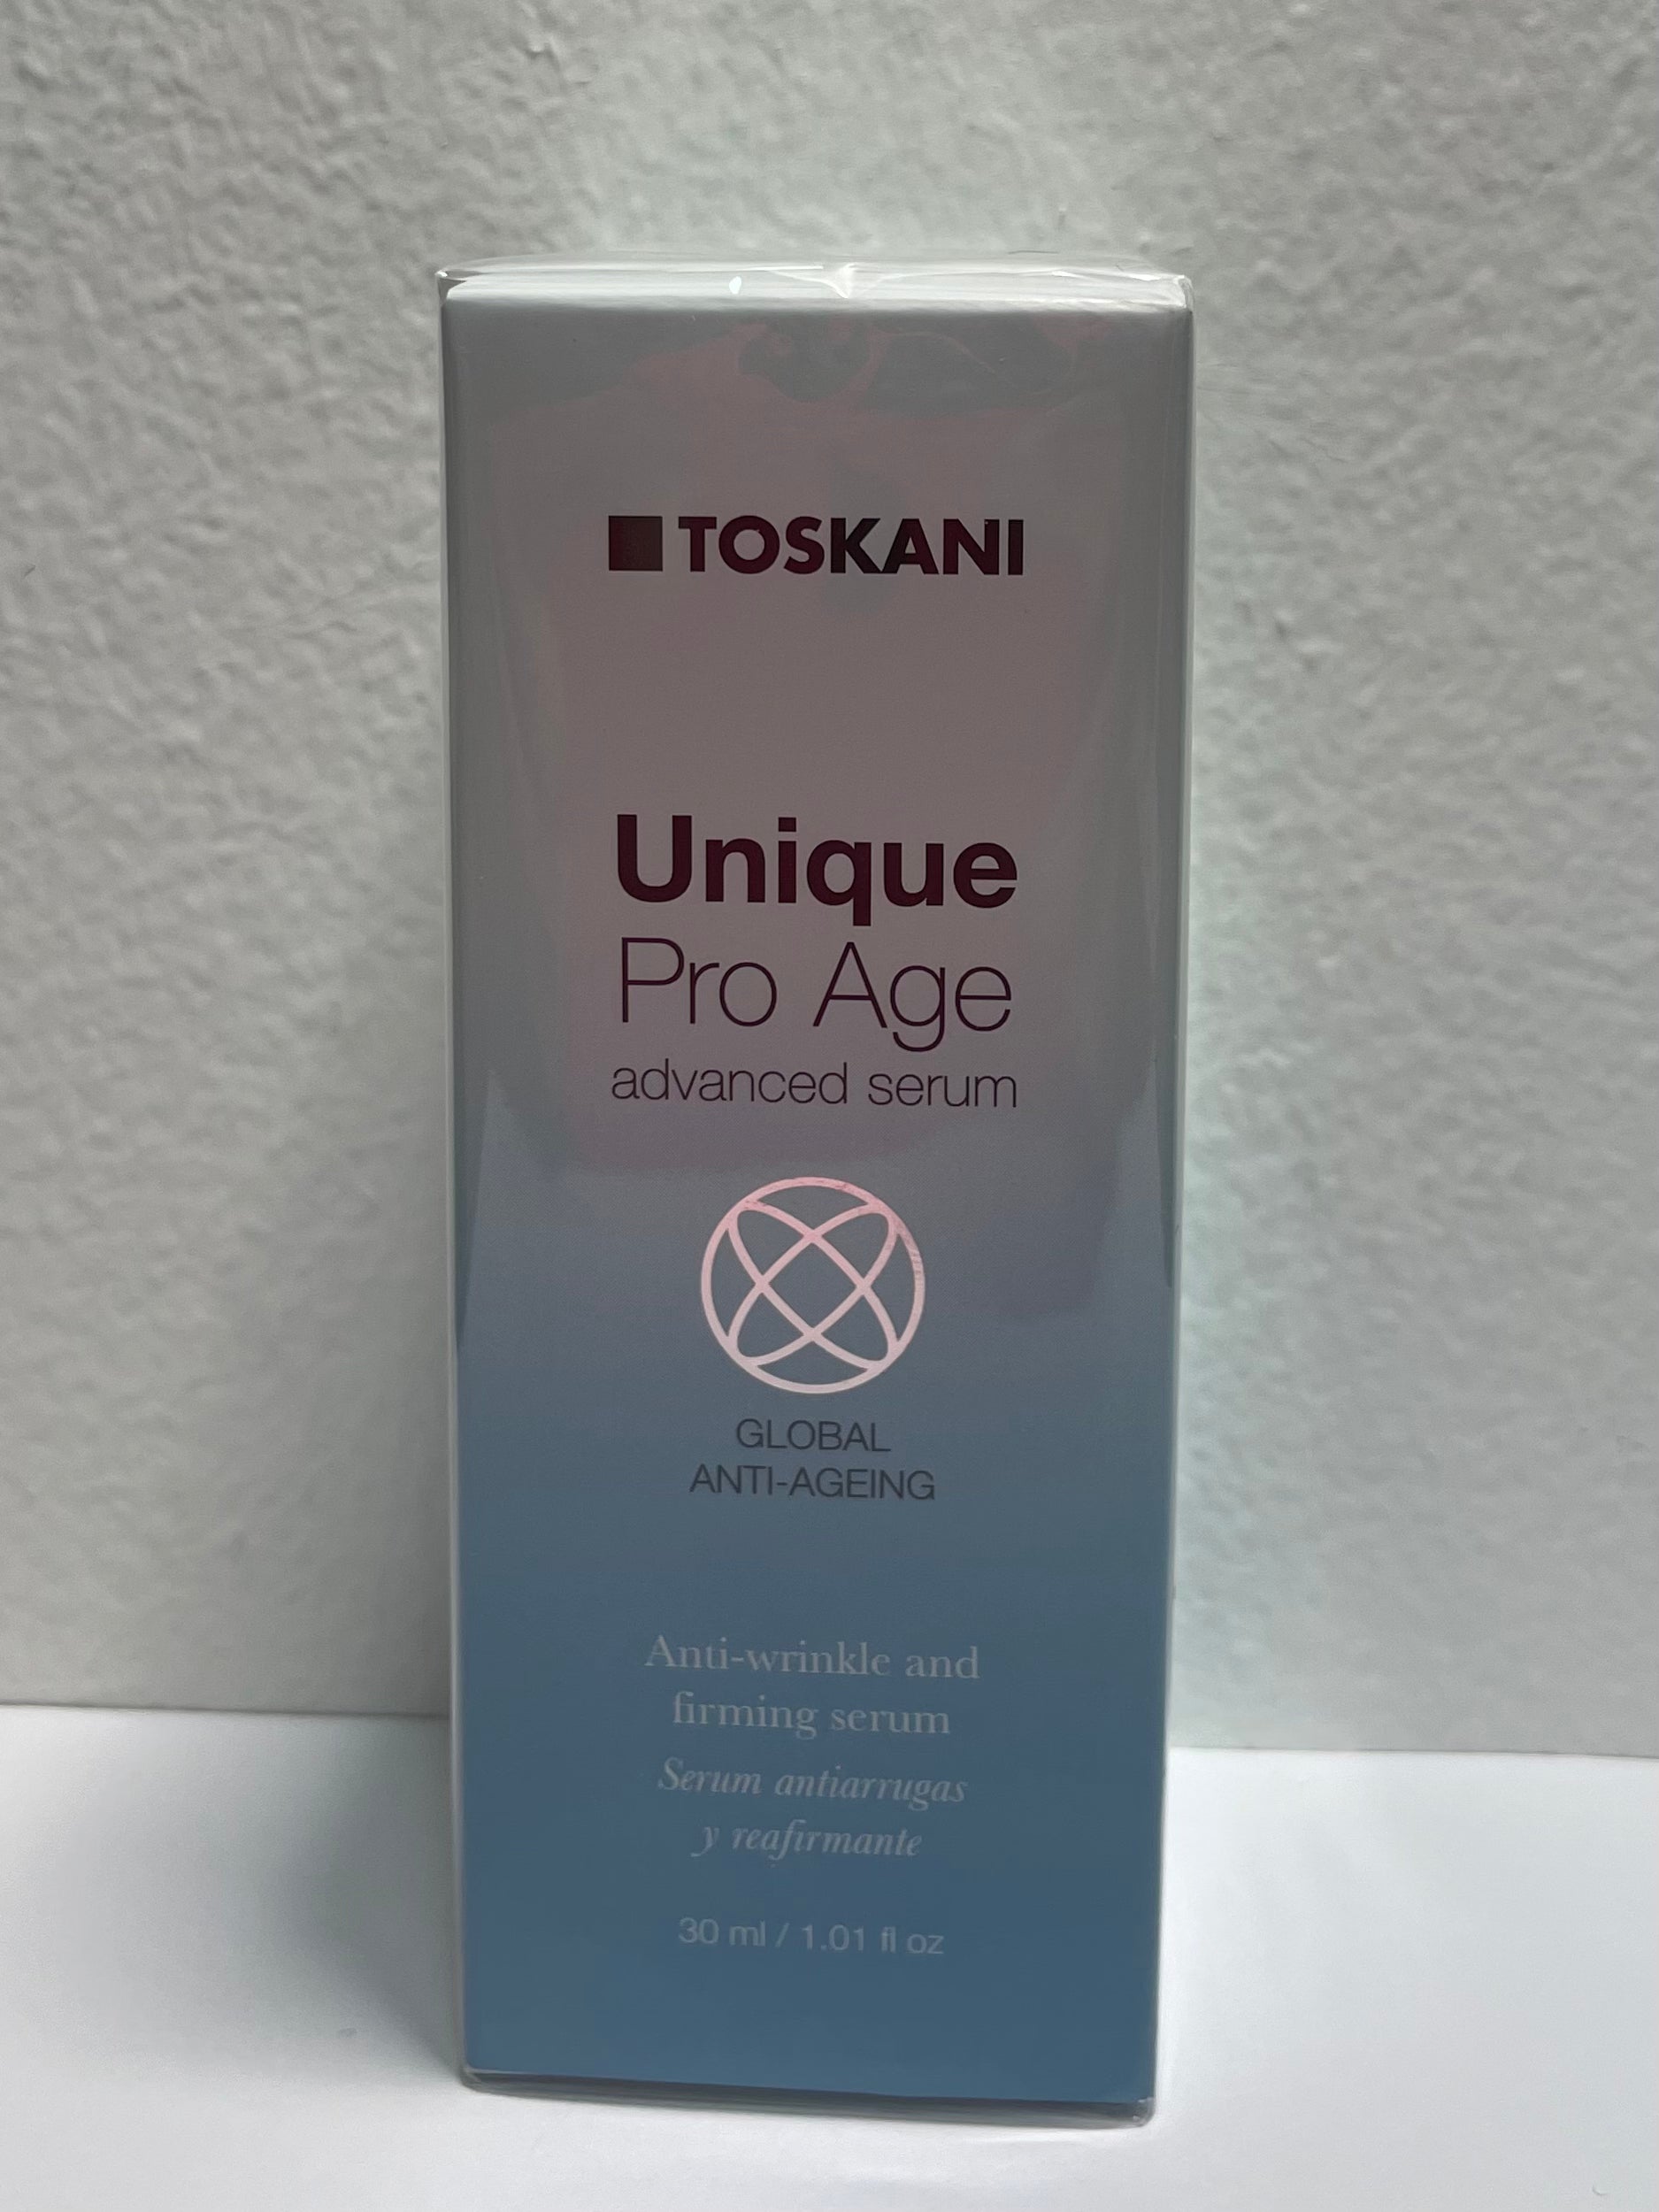 TOSKANI
Unique
Pro Age
advanced serum
GLOBAL
ANTI-AGEING
Anti-wrinkle and
firming serum
Serum antiarrugas
y reafirmante
30 ml / 1.01 fl oz